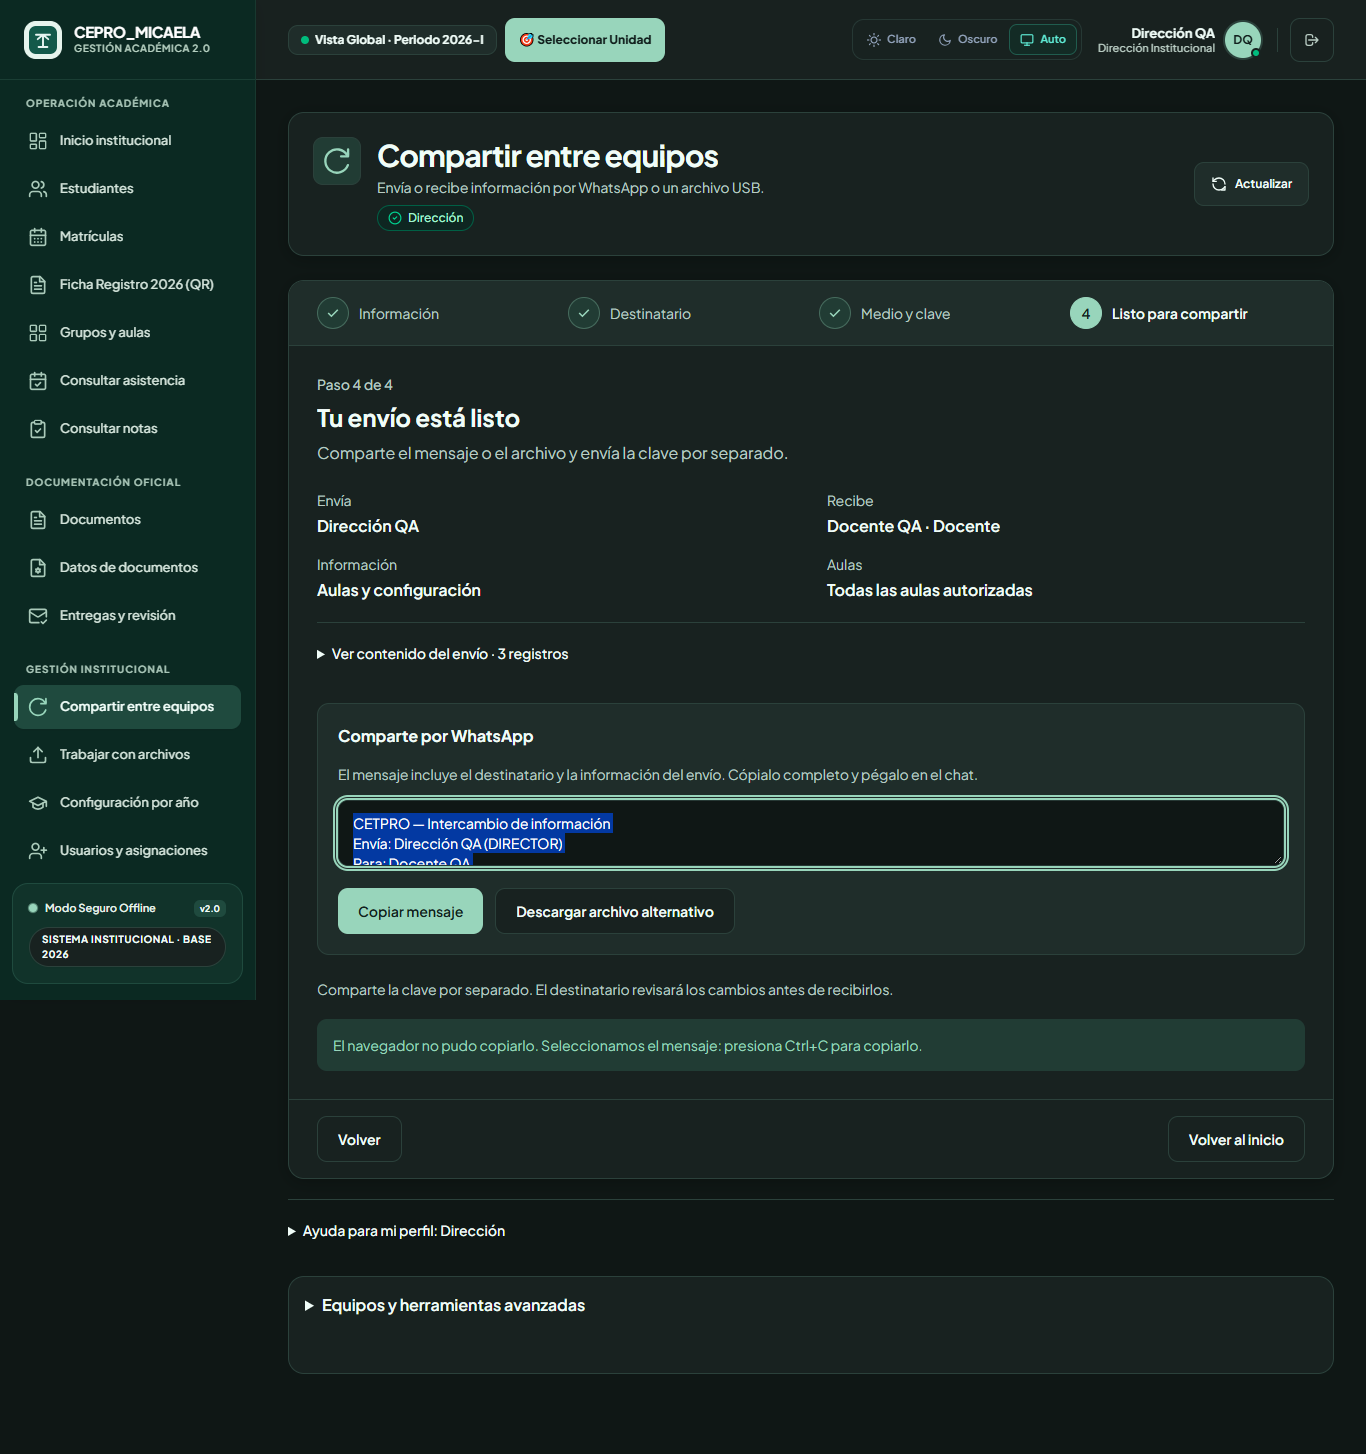 CEPRO_MICAELA
GESTIÓN ACADÉMICA 2.0
Vista Global · Periodo 2026-I
🎯 Seleccionar Unidad
Claro
Oscuro
Auto
Dirección QA
Dirección Institucional
DQ
OPERACIÓN ACADÉMICA
Inicio institucional
Estudiantes
Matrículas
Ficha Registro 2026 (QR)
Grupos y aulas
Consultar asistencia
Consultar notas
DOCUMENTACIÓN OFICIAL
Documentos
Datos de documentos
Entregas y revisión
GESTIÓN INSTITUCIONAL
Compartir entre equipos
Trabajar con archivos
Configuración por año
Usuarios y asignaciones
Modo Seguro Offline
v2.0
SISTEMA INSTITUCIONAL · BASE
2026
Compartir entre equipos
Envía o recibe información por WhatsApp o un archivo USB.
Dirección
Actualizar
Información
Destinatario
Medio y clave
4 Listo para compartir
Paso 4 de 4
Tu envío está listo
Comparte el mensaje o el archivo y envía la clave por separado.
Envía
Dirección QA
Recibe
Docente QA · Docente
Información
Aulas y configuración
Aulas
Todas las aulas autorizadas
Ver contenido del envío · 3 registros
Comparte por WhatsApp
El mensaje incluye el destinatario y la información del envío. Cópialo completo y pégalo en el chat.
CETPRO — Intercambio de información
Envía: Dirección QA (DIRECTOR)
Para: Docente QA
Copiar mensaje
Descargar archivo alternativo
Comparte la clave por separado. El destinatario revisará los cambios antes de recibirlos.
El navegador no pudo copiarlo. Seleccionamos el mensaje: presiona Ctrl+C para copiarlo.
Volver
Volver al inicio
Ayuda para mi perfil: Dirección
Equipos y herramientas avanzadas